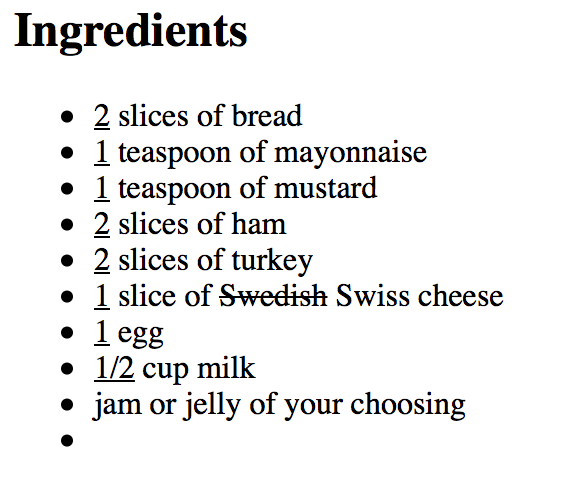 Ingredients
2 slices of bread
1 teaspoon of mayonnaise
1 teaspoon of mustard
2 slices of ham
2 slices of turkey
1 slice of Swedish Swiss cheese
1 egg
1/2 cup milk
jam or jelly of your choosing